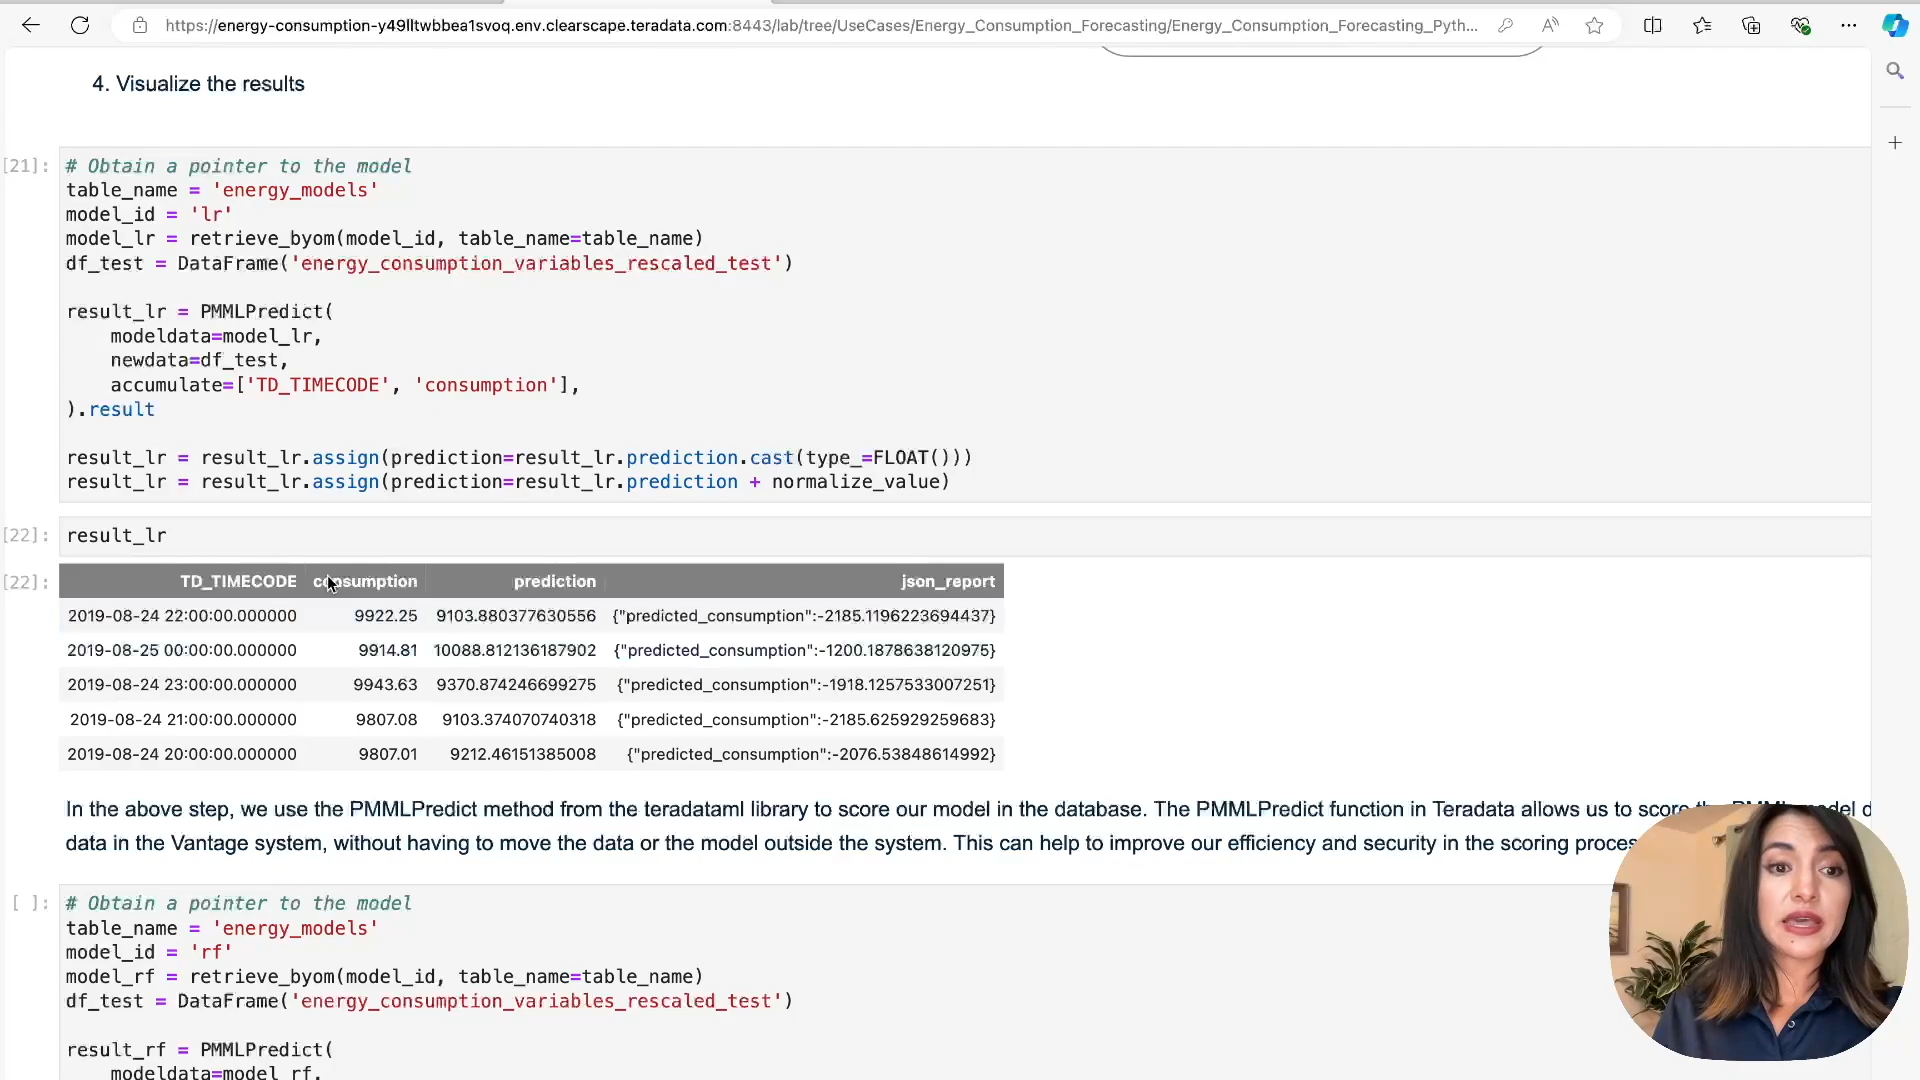 https://energy-consumption-y49lltwbbea1svoq.env.clearscape.teradata.com:8443/lab/tree/UseCases/Energy_Consumption_Forecasting/Energy_Consumption_Forecasting_Pyth...
4. Visualize the results
[21]:
# Obtain a pointer to the model
table_name = 'energy_models'
model_id = 'lr'
model_lr = retrieve_byom(model_id, table_name=table_name)
df_test = DataFrame('energy_consumption_variables_rescaled_test')
result_lr = PMMLPredict(
modeldata=model_lr,
newdata=df_test,
accumulate=['TD_TIMECODE', 'consumption'],
).result
result_lr = result_lr.assign(prediction=result_lr.prediction.cast(type_=FLOAT()))
result_lr = result_lr.assign(prediction=result_lr.prediction + normalize_value)
[22]: result_lr
[22]: TD_TIMECODE consumption prediction json_report
2019-08-24 22:00:00.000000 9922.25 9103.880377630556 {"predicted_consumption":-2185.1196223694437}
2019-08-25 00:00:00.000000 9914.81 10088.812136187902 {"predicted_consumption":-1200.1878638120975}
2019-08-24 23:00:00.000000 9943.63 9370.874246699275 {"predicted_consumption":-1918.1257533007251}
2019-08-24 21:00:00.000000 9807.08 9103.374070740318 {"predicted_consumption":-2185.625929259683}
2019-08-24 20:00:00.000000 9807.01 9212.46151385008 {"predicted_consumption":-2076.53848614992}
In the above step, we use the PMMLPredict method from the teradataml library to score our model in the database. The PMMLPredict function in Teradata allows us to score
data in the Vantage system, without having to move the data or the model outside the system. This can help to improve our efficiency and security in the scoring
[ ]: # Obtain a pointer to the model
table_name = 'energy_models'
model_id = 'rf'
model_rf = retrieve_byom(model_id, table_name=table_name)
df_test = DataFrame('energy_consumption_variables_rescaled_test')
result_rf = PMMLPredict(
modeldata=model_rf,